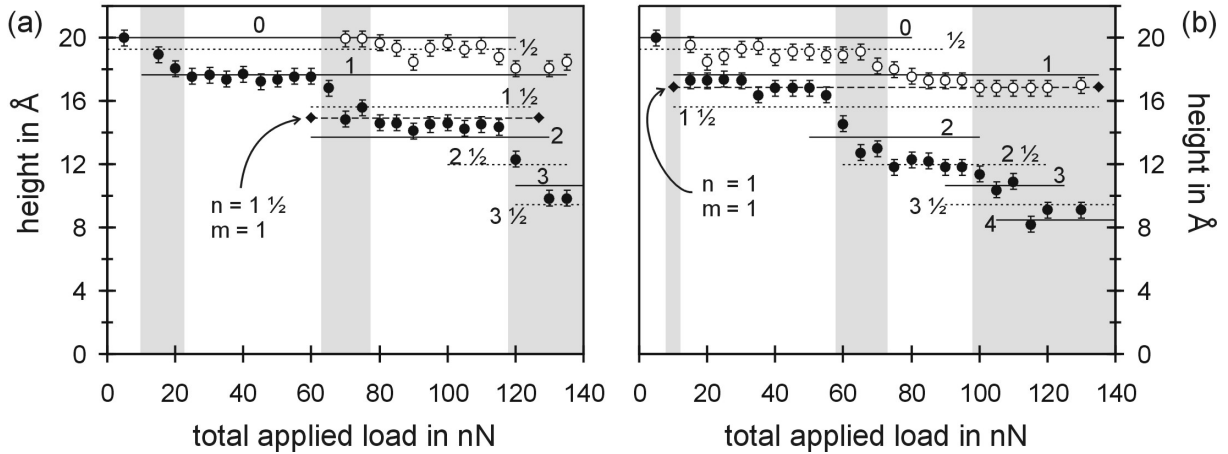 (a)
(b)
height in Å
20
16
12
8
4
0
0
½
1
1 ½
2
2 ½
3
3 ½
n = 1 ½
m = 1
0 20 40 60 80 100 120 140
total applied load in nN
0
½
1
1 ½
2
2 ½
3
3 ½
4
n = 1
m = 1
0 20 40 60 80 100 120 140
total applied load in nN
20
16
12
8
4
0
height in Å